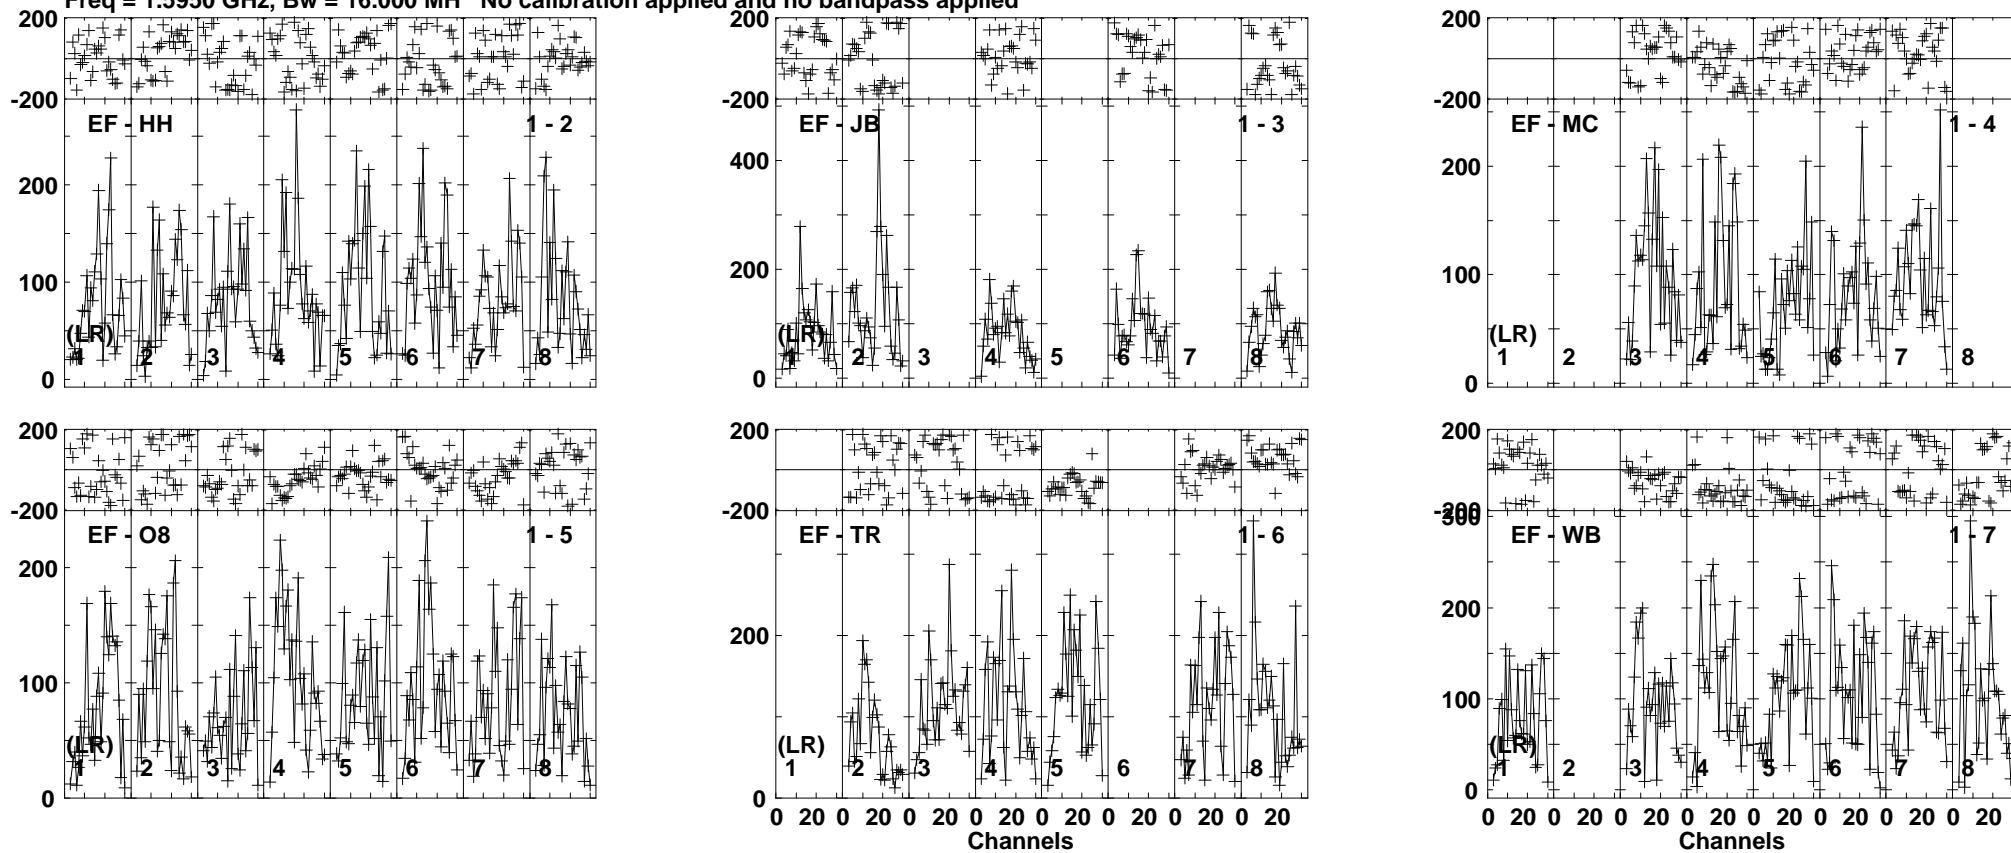 Freq = 1.5950 GHz, Bw = 16.000 MH No calibration applied and no bandpass applied
200 200 200
-200 -200 -200
EF - HH 1 - 2 EF - JB 1 - 3 EF - MC 1 - 4
400
200 200 200
100 100
(LR) (LR) (LR)
1 2 3 4 5 6 7 8 1 2 3 4 5 6 7 8 1 2 3 4 5 6 7 8
0 0 0
200 200 200
-200 -200 -200
300
EF - O8 1 - 5 EF - TR 1 - 6 EF - WB 1 - 7
200 200 200
100 100
(LR) (LR) (LR)
1 2 3 4 5 6 7 8 1 2 3 4 5 6 7 8 1 2 3 4 5 6 7 8
0 0 0
0 20 0 20 0 20 0 20 0 20 0 20 0 20 0 20 0 20 0 20 0 20 0 20 0 20 0 20 0 20 0 20
Channels Channels